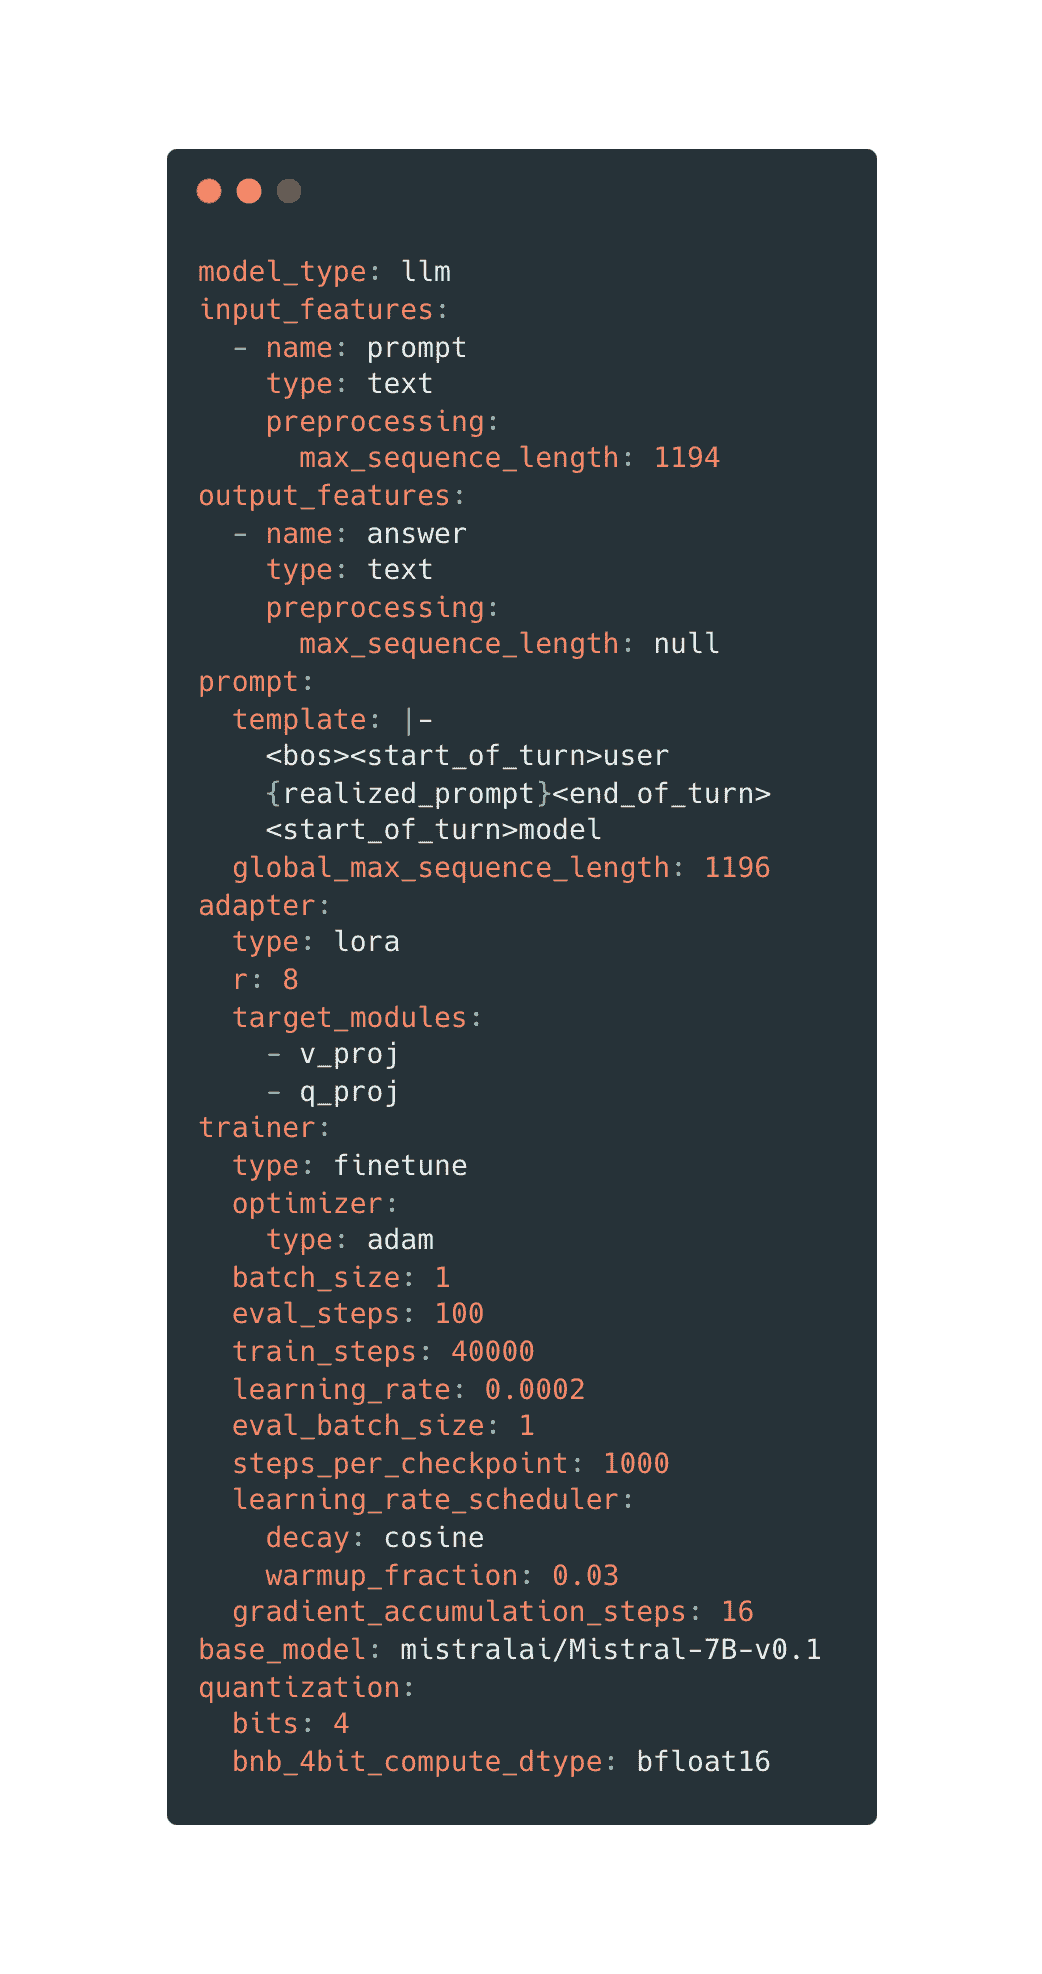 model_type: llm
input_features:
  - name: prompt
    type: text
    preprocessing:
      max_sequence_length: 1194
output_features:
  - name: answer
    type: text
    preprocessing:
      max_sequence_length: null
prompt:
  template: |-
    <bos><start_of_turn>user
    {realized_prompt}<end_of_turn>
    <start_of_turn>model
  global_max_sequence_length: 1196
adapter:
  type: lora
  r: 8
  target_modules:
    - v_proj
    - q_proj
trainer:
  type: finetune
  optimizer:
    type: adam
  batch_size: 1
  eval_steps: 100
  train_steps: 40000
  learning_rate: 0.0002
  eval_batch_size: 1
  steps_per_checkpoint: 1000
  learning_rate_scheduler:
    decay: cosine
    warmup_fraction: 0.03
  gradient_accumulation_steps: 16
base_model: mistralai/Mistral-7B-v0.1
quantization:
  bits: 4
  bnb_4bit_compute_dtype: bfloat16